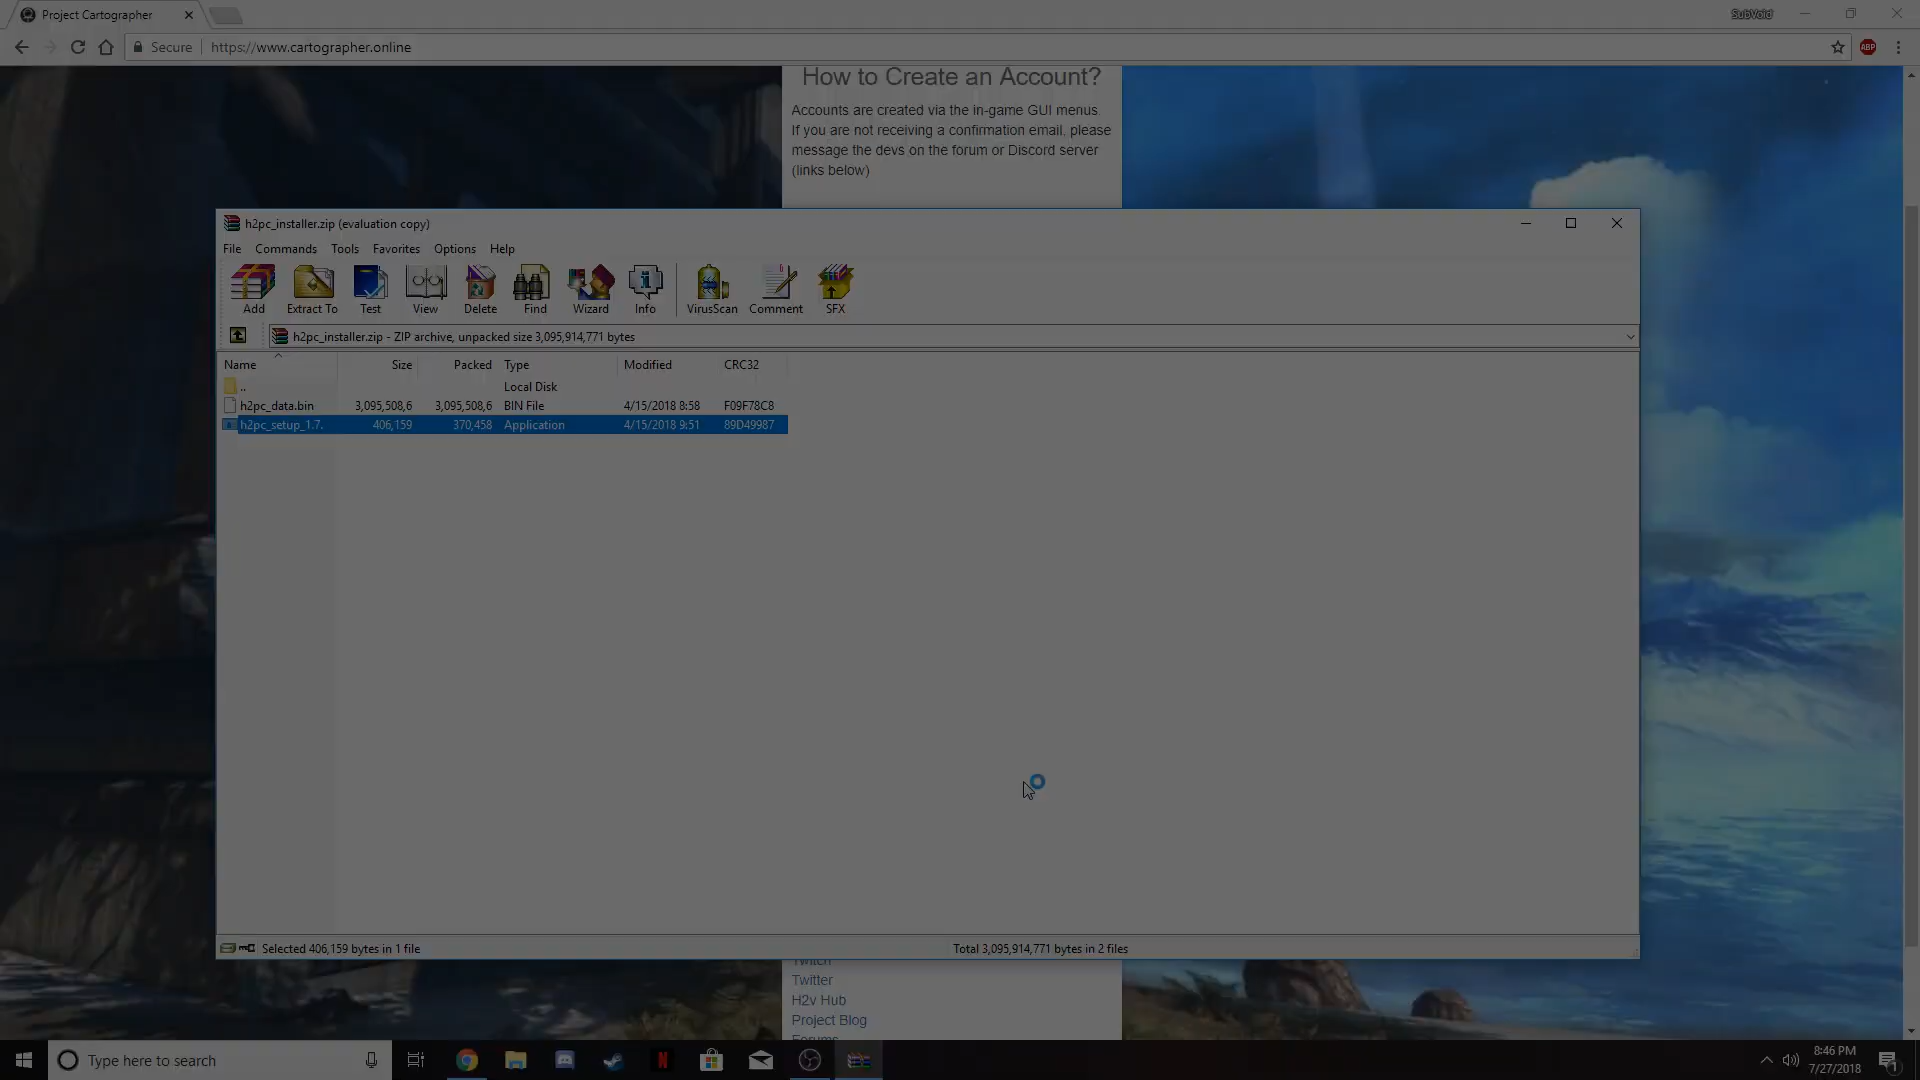 Project Cartographer
SubVoid
Secure
https://www.cartographer.online
ABP
How to Create an Account?
Accounts are created via the in-game GUI menus.
If you are not receiving a confirmation email, please
message the devs on the forum or Discord server
(links below)
h2pc_installer.zip (evaluation copy)
File Commands Tools Favorites Options Help
Add Extract To Test View Delete Find Wizard Info VirusScan Comment SFX
h2pc_installer.zip - ZIP archive, unpacked size 3,095,914,771 bytes
Name Size Packed Type Modified CRC32
.. Local Disk
h2pc_data.bin 3,095,508,6 3,095,508,6 BIN File 4/15/2018 8:58 F09F78C8
h2pc_setup_1.7. 406,159 370,458 Application 4/15/2018 9:51 89D49987
Selected 406,159 bytes in 1 file
Total 3,095,914,771 bytes in 2 files
Twitch
Twitter
H2v Hub
Project Blog
Forums
Type here to search
8:46 PM
7/27/2018
1